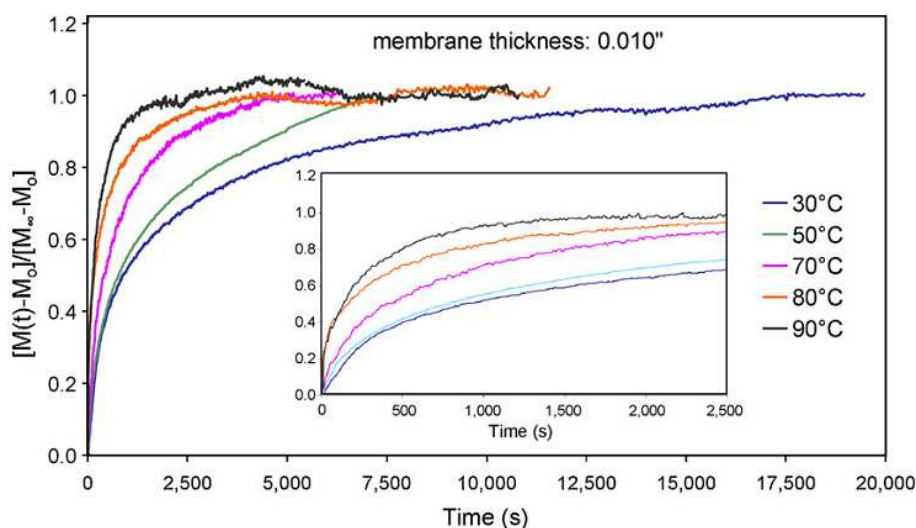 membrane thickness: 0.010"
[M(t)-Mo]/[M∞-Mo]
1.2
1.0
0.8
0.6
0.4
0.2
0.0
0 2,500 5,000 7,500 10,000 12,500 15,000 17,500 20,000
Time (s)
1.2
1.0
0.8
0.6
0.4
0.2
0.0
0 500 1,000 1,500 2,000 2,500
Time (s)
30°C
50°C
70°C
80°C
90°C